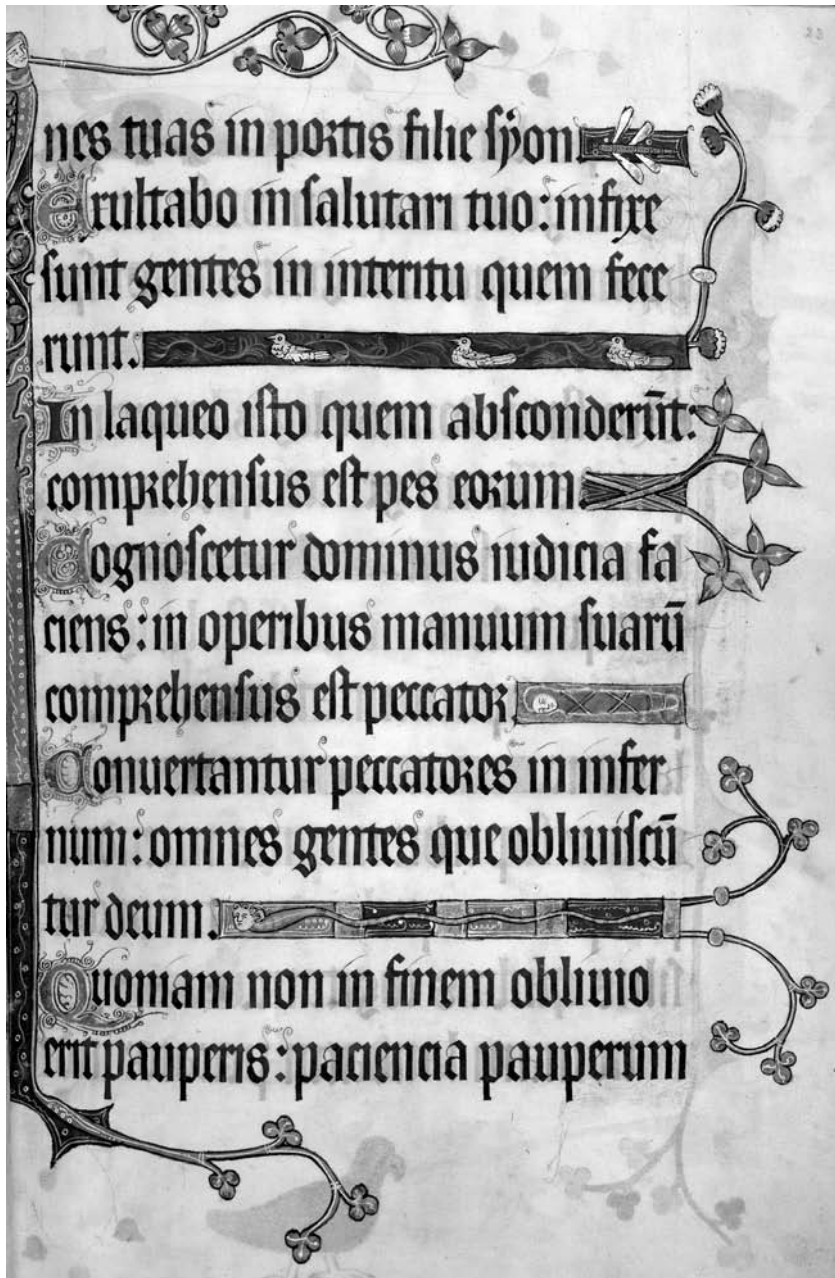 23
nes tuas in portis filie syon
Exultabo in salutari tuo: infixe
sunt gentes in interitu quem fece
runt.
In laqueo isto quem absconderūt:
comprehensus est pes eorum.
Cognoscetur dominus iudicia fa
ciens: in operibus manuum suarū
comprehensus est peccator.
Conuertantur peccatores in infer
num: omnes gentes que obliuiscū
tur deum.
Quoniam non in finem obliuio
erit pauperis: paciencia pauperum